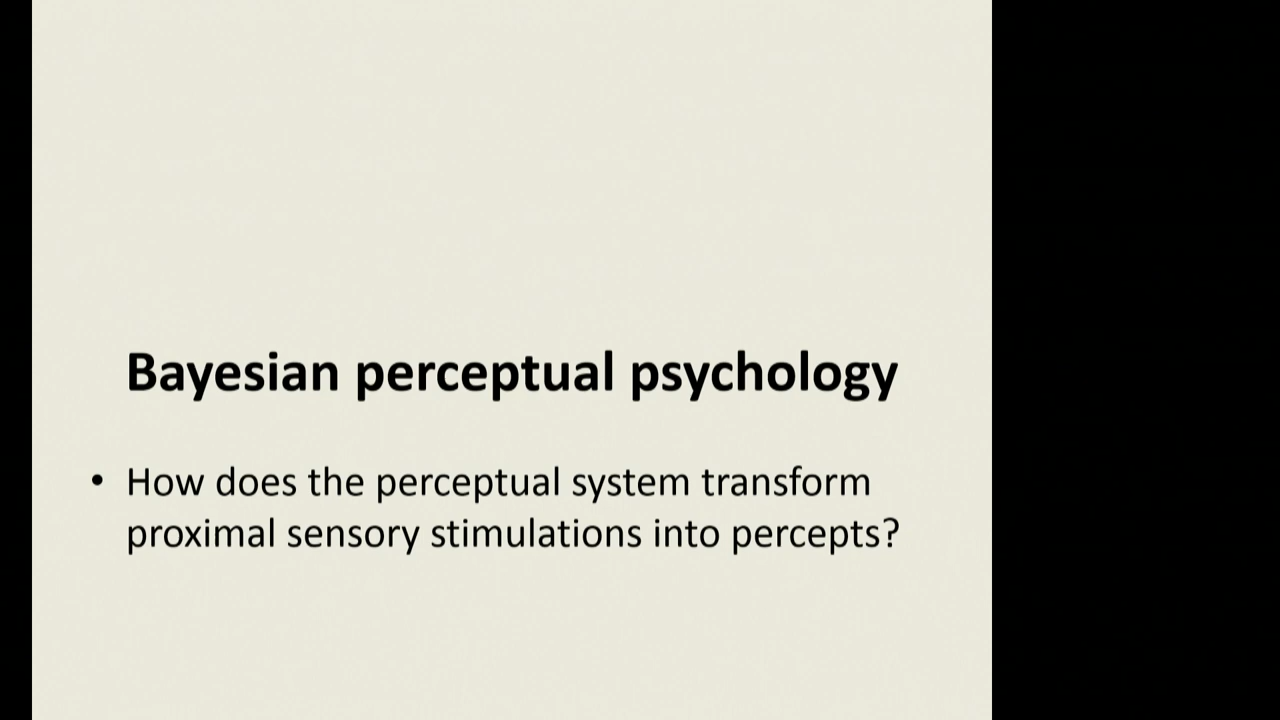 Bayesian perceptual psychology
• How does the perceptual system transform
proximal sensory stimulations into percepts?